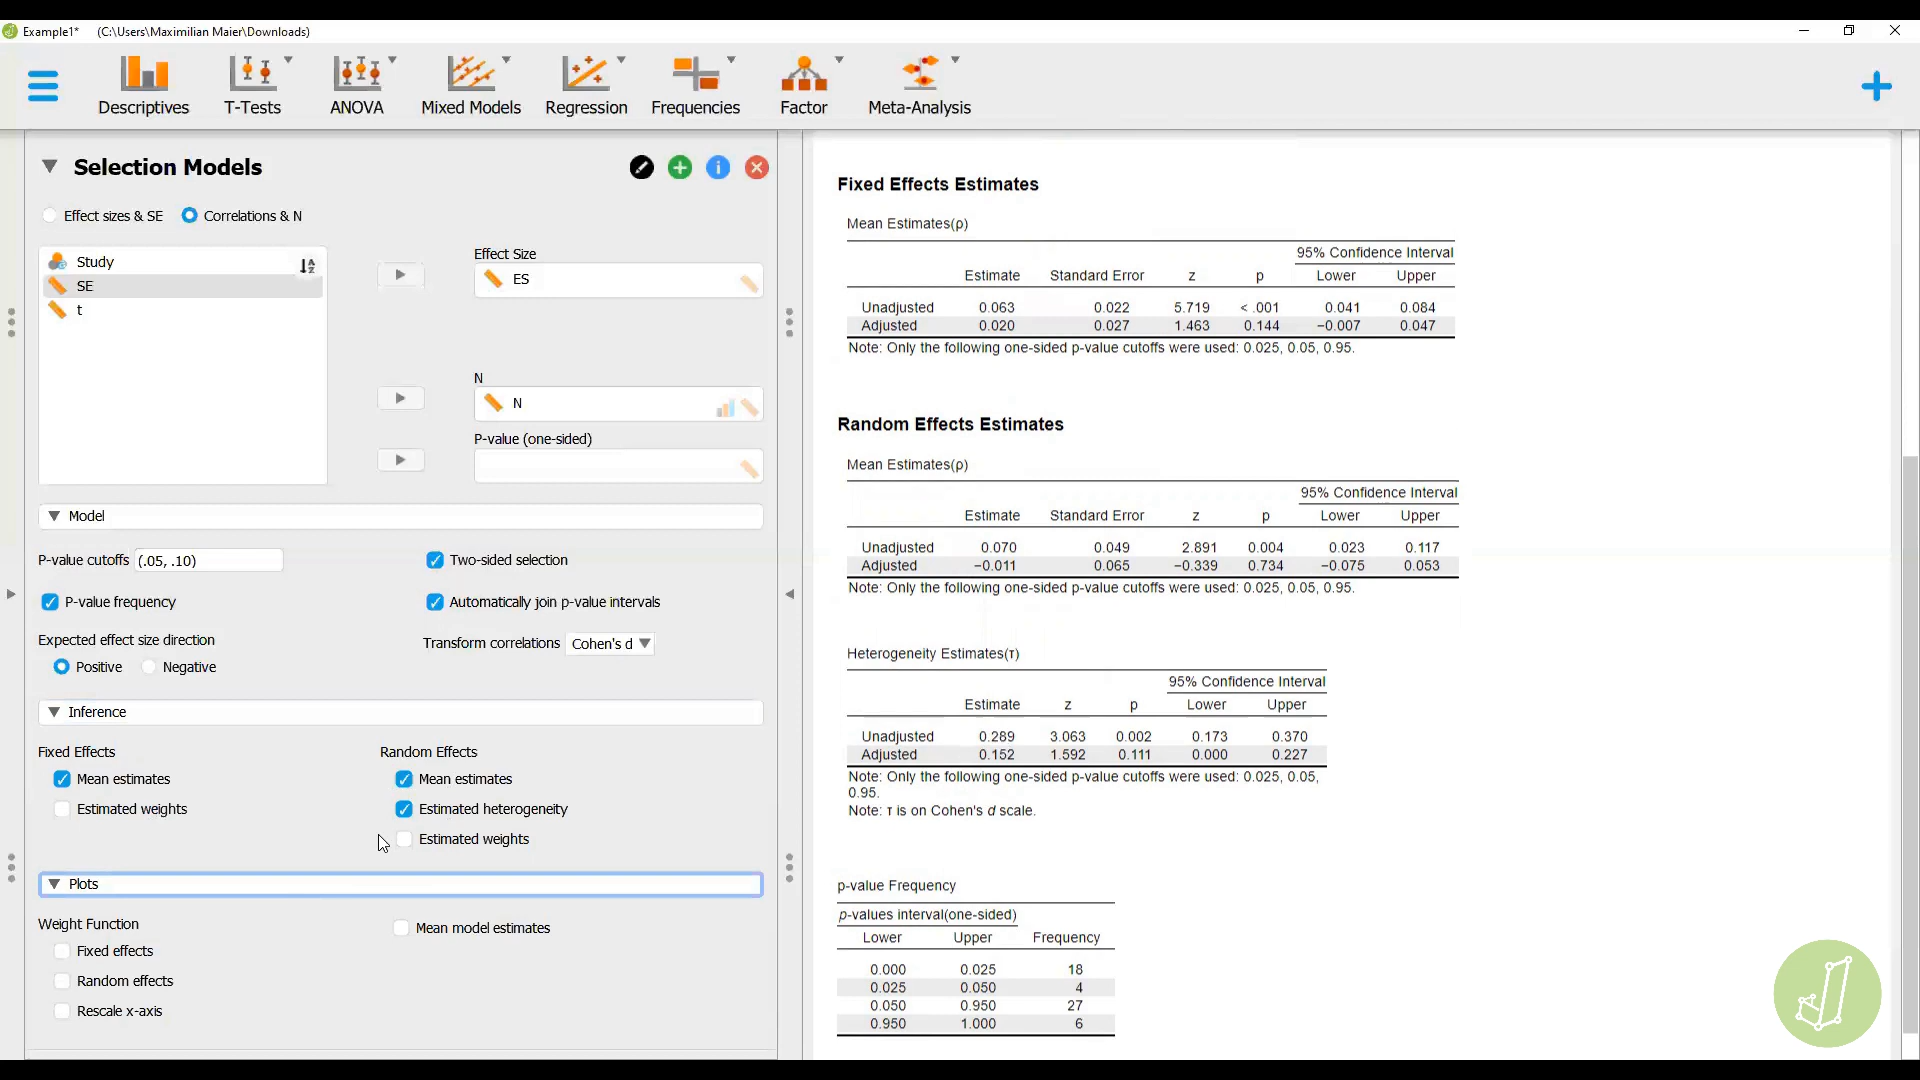 Example1* (C:\Users\Maximilian Maier\Downloads)
Descriptives T-Tests ANOVA Mixed Models Regression Frequencies Factor Meta-Analysis
Selection Models
Effect sizes & SE Correlations & N
Study
SE
t
Effect Size
ES
N
N
P-value (one-sided)
Model
P-value cutoffs (.05, .10) Two-sided selection
P-value frequency Automatically join p-value intervals
Expected effect size direction Transform correlations Cohen's d
Positive Negative
Inference
Fixed Effects Random Effects
Mean estimates Mean estimates
Estimated weights Estimated heterogeneity
Estimated weights
Plots
Weight Function Mean model estimates
Fixed effects
Random effects
Rescale x-axis
Fixed Effects Estimates
Mean Estimates(ρ)
95% Confidence Interval
Estimate Standard Error z p Lower Upper
Unadjusted 0.063 0.022 5.719 < .001 0.041 0.084
Adjusted 0.020 0.027 1.463 0.144 −0.007 0.047
Note: Only the following one-sided p-value cutoffs were used: 0.025, 0.05, 0.95.
Random Effects Estimates
Mean Estimates(ρ)
95% Confidence Interval
Estimate Standard Error z p Lower Upper
Unadjusted 0.070 0.049 2.891 0.004 0.023 0.117
Adjusted −0.011 0.065 −0.339 0.734 −0.075 0.053
Note: Only the following one-sided p-value cutoffs were used: 0.025, 0.05, 0.95.
Heterogeneity Estimates(τ)
95% Confidence Interval
Estimate z p Lower Upper
Unadjusted 0.289 3.063 0.002 0.173 0.370
Adjusted 0.152 1.592 0.111 0.000 0.227
Note: Only the following one-sided p-value cutoffs were used: 0.025, 0.05,
0.95.
Note: τ is on Cohen's d scale.
p-value Frequency
p-values interval(one-sided)
Lower Upper Frequency
0.000 0.025 18
0.025 0.050 4
0.050 0.950 27
0.950 1.000 6